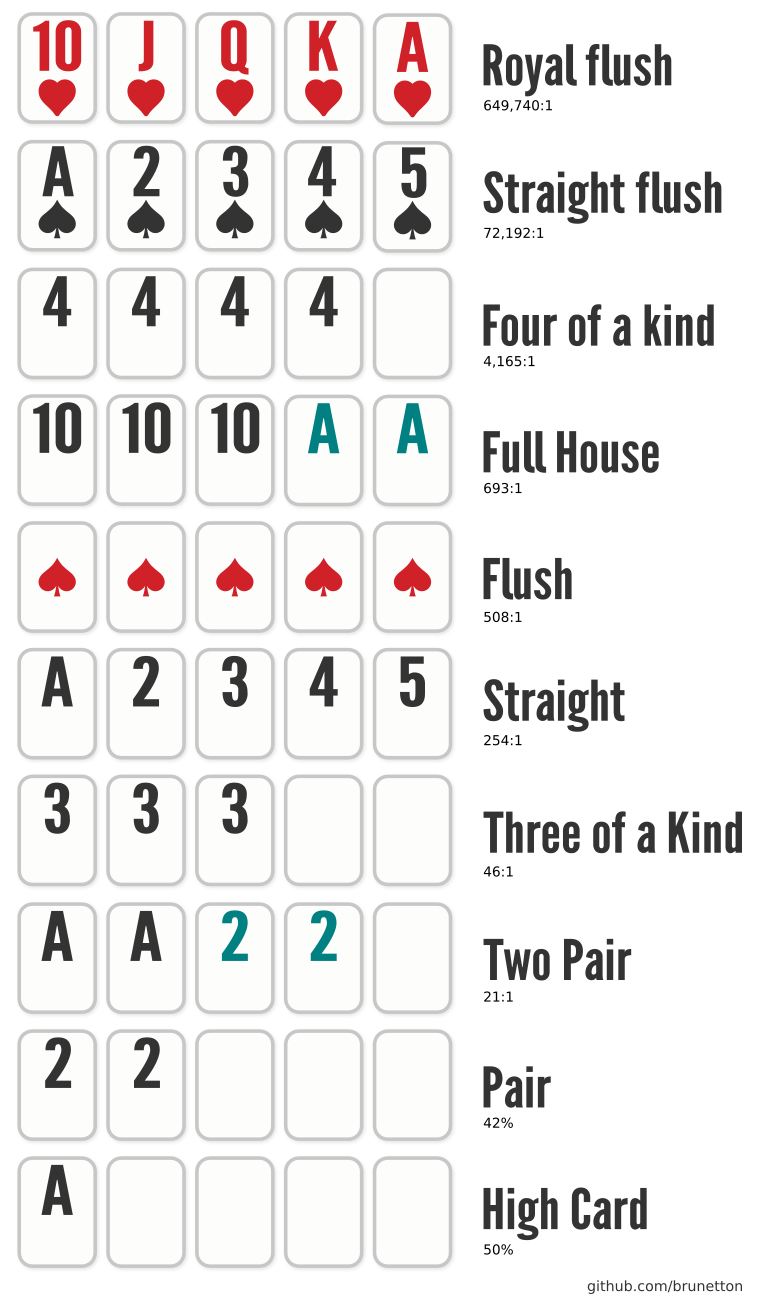 10 J Q K A Royal flush
649,740:1
A 2 3 4 5 Straight flush
72,192:1
4 4 4 4 Four of a kind
4,165:1
10 10 10 A A Full House
693:1
Flush
508:1
A 2 3 4 5 Straight
254:1
3 3 3 Three of a Kind
46:1
A A 2 2 Two Pair
21:1
2 2 Pair
42%
A High Card
50%
github.com/brunetton